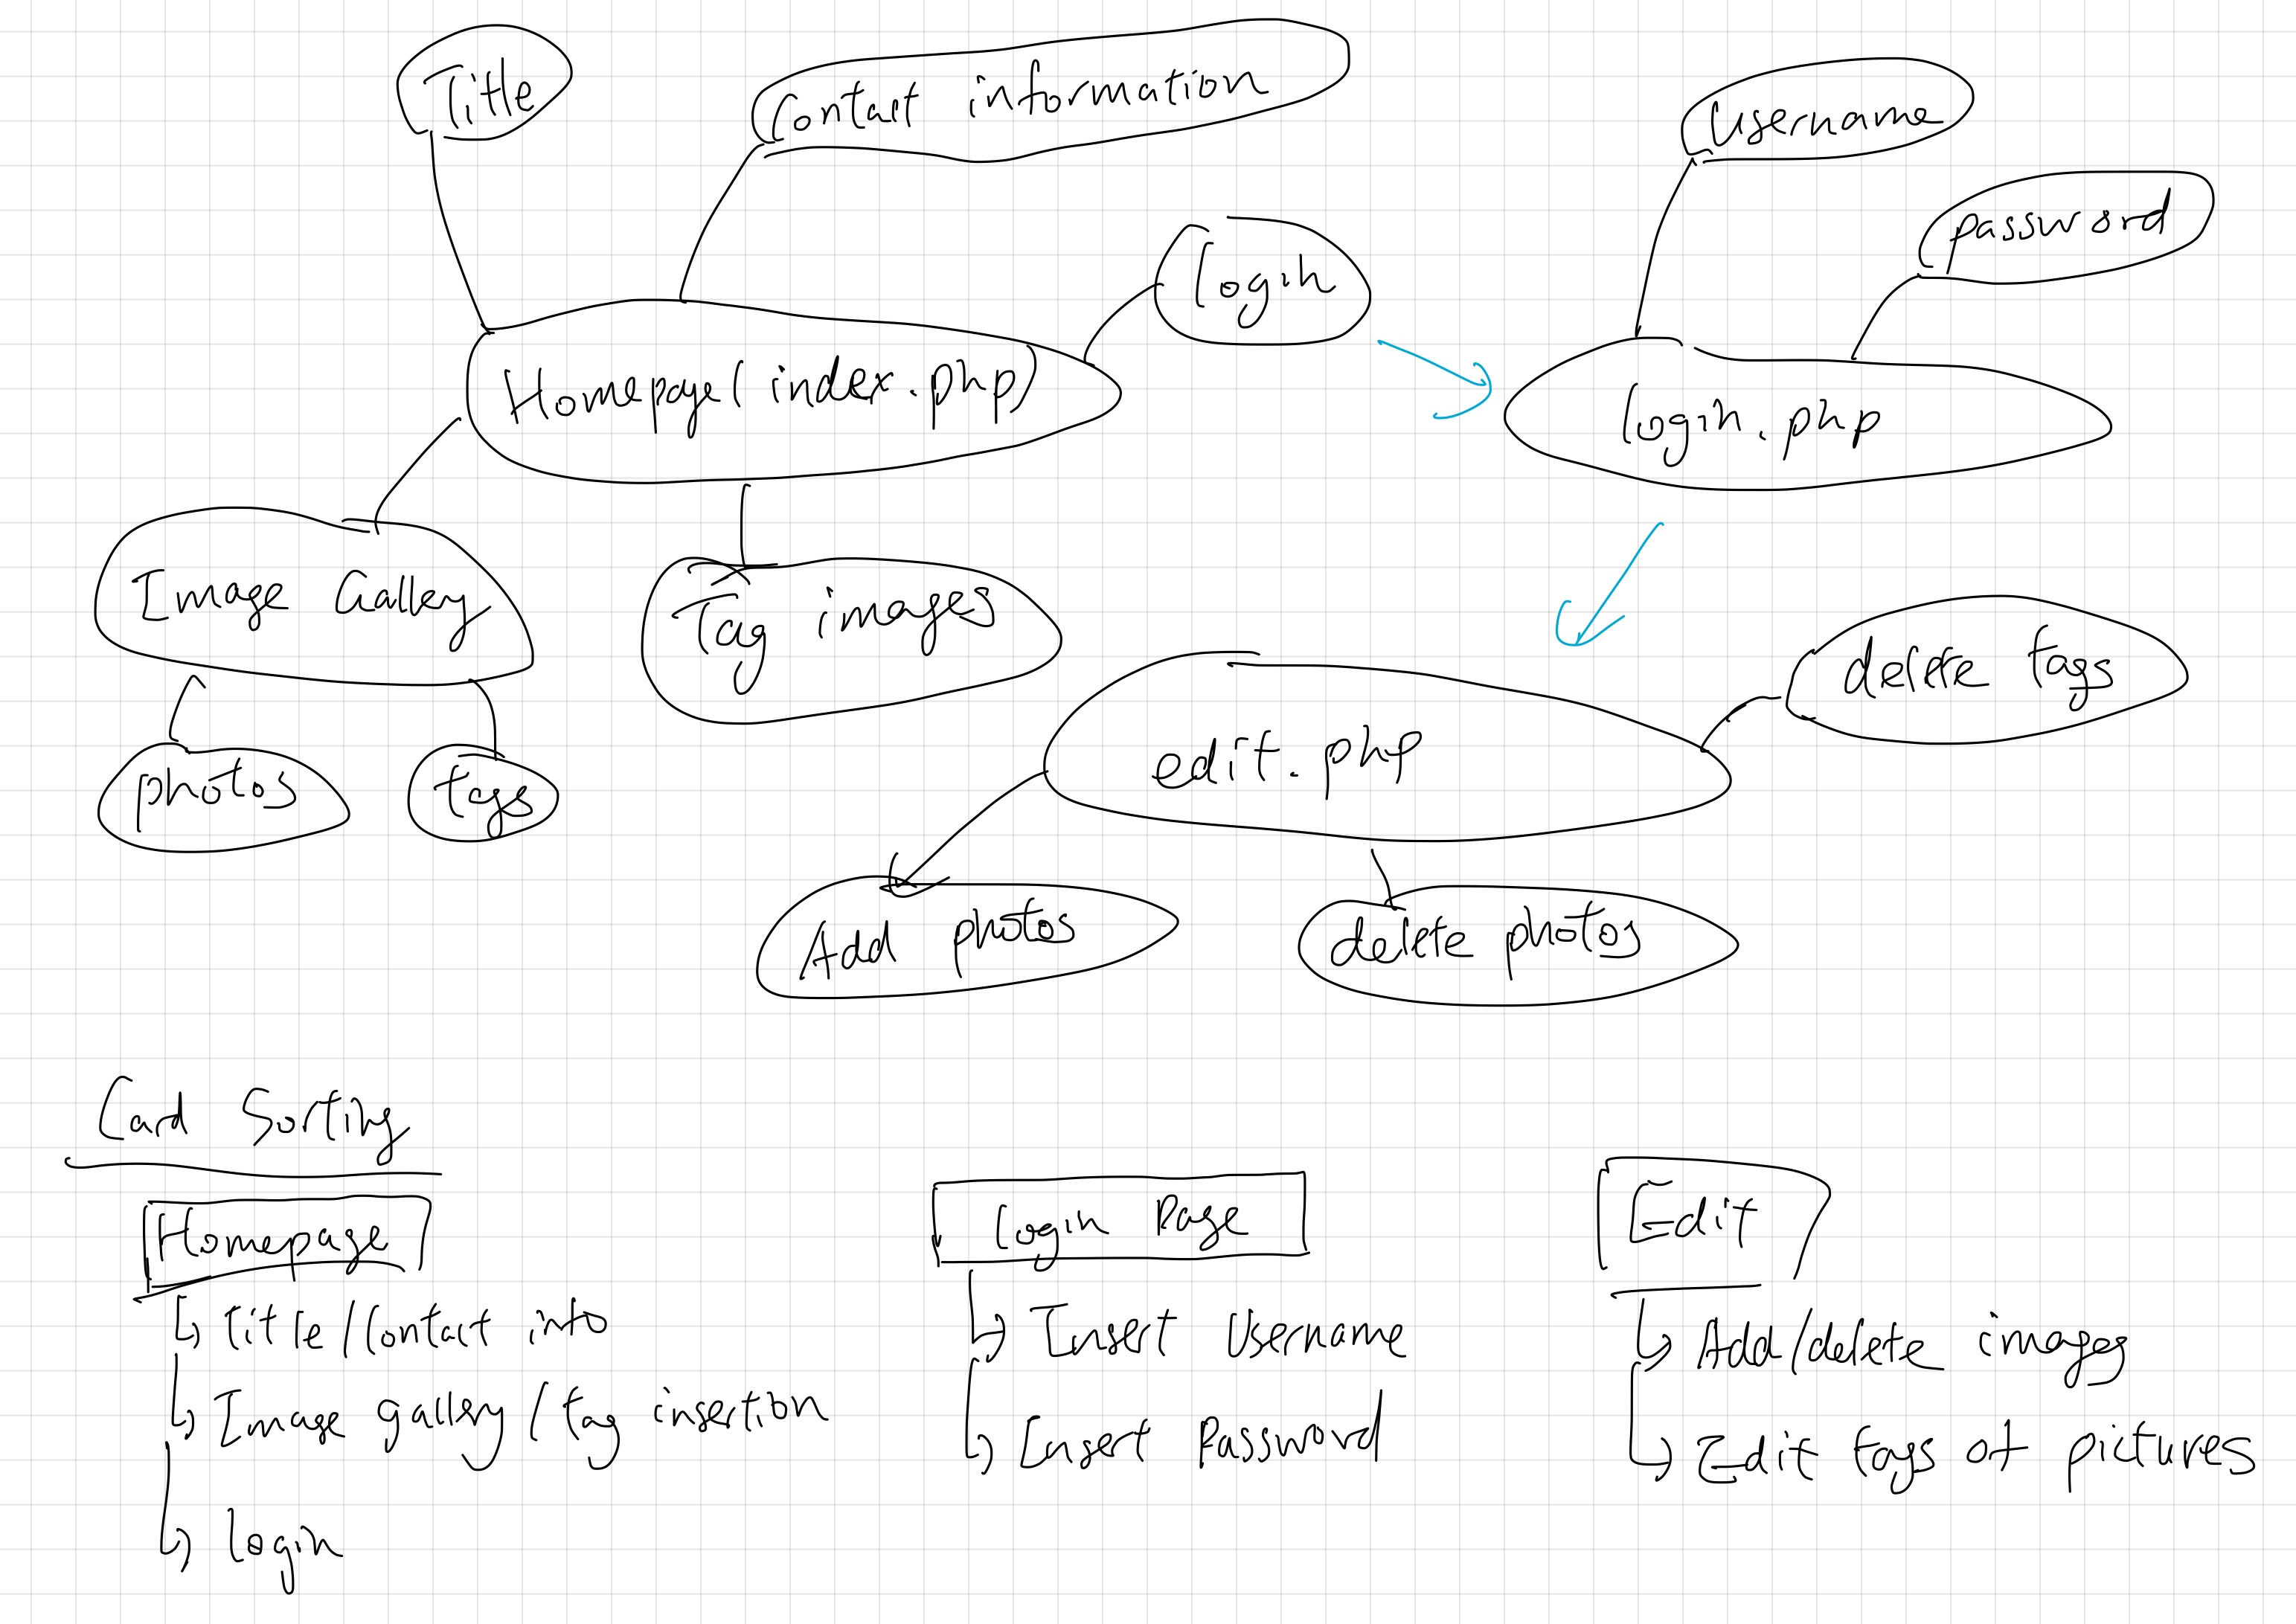 Title
Contact information
Username
password
login
Homepage(index.php)
login.php
Image Gallery
Tag images
delete tags
edit.php
photos
tags
Add photos
delete photos
Card Sorting
Homepage
Title/Contact info
Image gallery/tag insertion
login
Login Page
Insert Username
Insert Password
Edit
Add/delete images
Edit tags of pictures